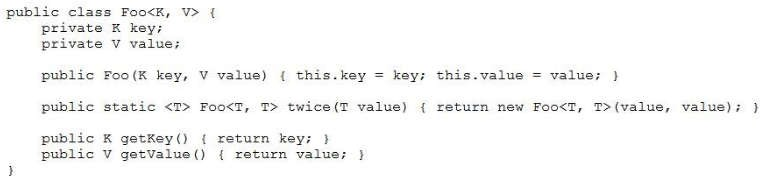 public class Foo<K, V> {
    private K key;
    private V value;
    public Foo(K key, V value) { this.key = key; this.value = value; }
    public static <T> Foo<T, T> twice(T value) { return new Foo<T, T>(value, value); }
    public K getKey() { return key; }
    public V getValue() { return value; }
}